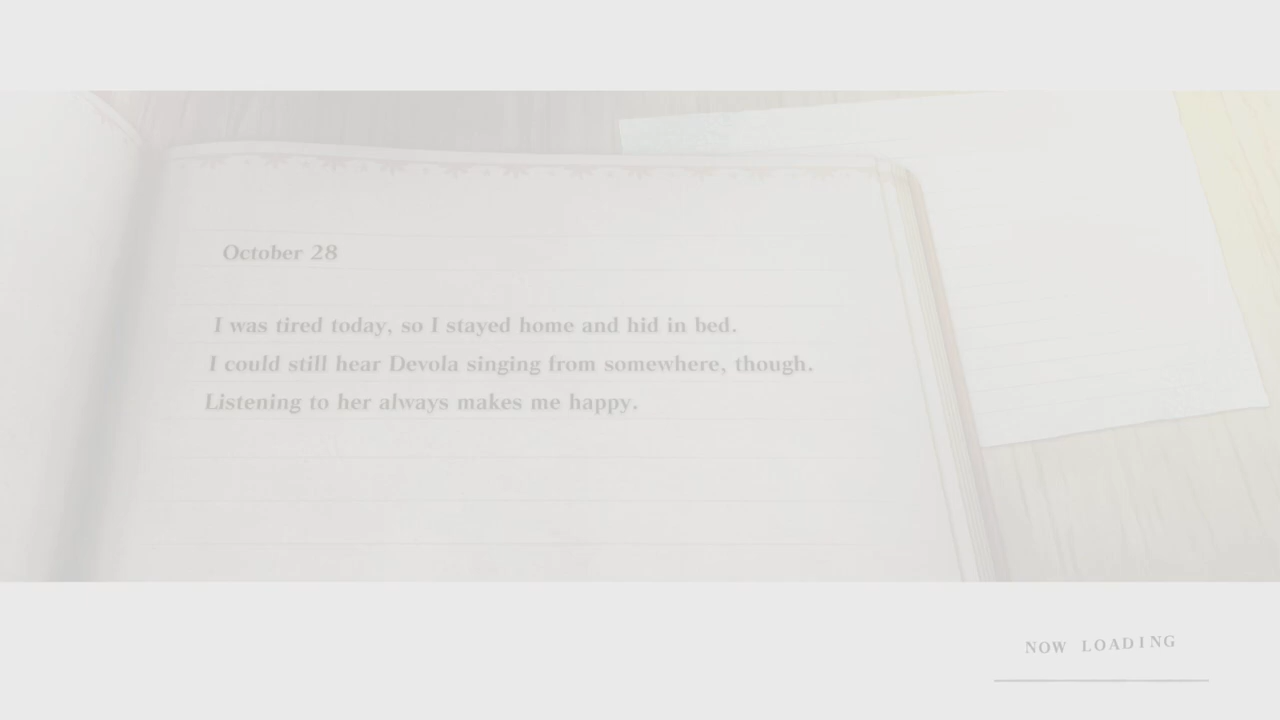 October 28
I was tired today, so I stayed home and hid in bed.
I could still hear Devola singing from somewhere, though.
Listening to her always makes me happy.
NOW LOADING